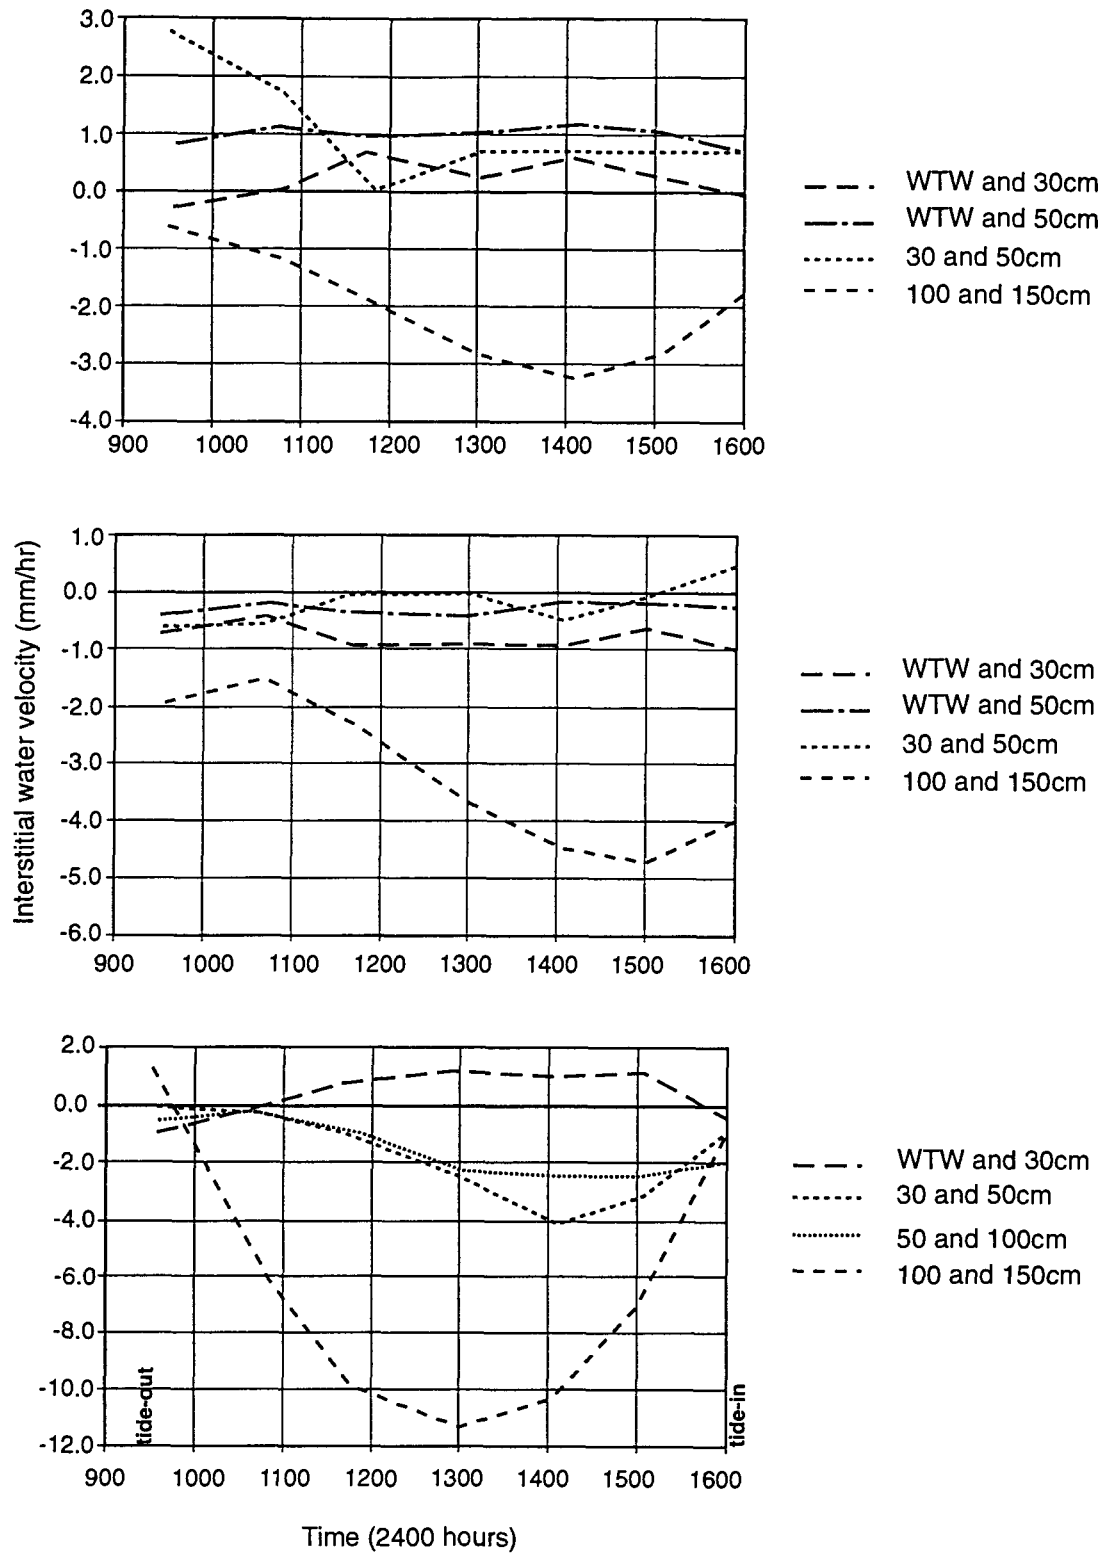 3.0
2.0
1.0
0.0
-1.0
-2.0
-3.0
-4.0
900 1000 1100 1200 1300 1400 1500 1600
WTW and 30cm
WTW and 50cm
30 and 50cm
100 and 150cm
Interstitial water velocity (mm/hr)
1.0
0.0
-1.0
-2.0
-3.0
-4.0
-5.0
-6.0
900 1000 1100 1200 1300 1400 1500 1600
WTW and 30cm
WTW and 50cm
30 and 50cm
100 and 150cm
2.0
0.0
-2.0
-4.0
-6.0
-8.0
-10.0
-12.0
tide-out
tide-in
900 1000 1100 1200 1300 1400 1500 1600
WTW and 30cm
30 and 50cm
50 and 100cm
100 and 150cm
Time (2400 hours)